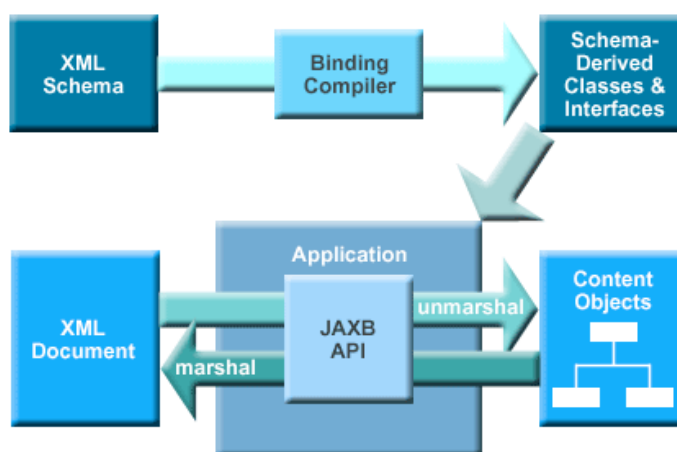 XML
Schema
Binding
Compiler
Schema-
Derived
Classes &
Interfaces
Application
XML
Document
JAXB
API
unmarshal
marshal
Content
Objects